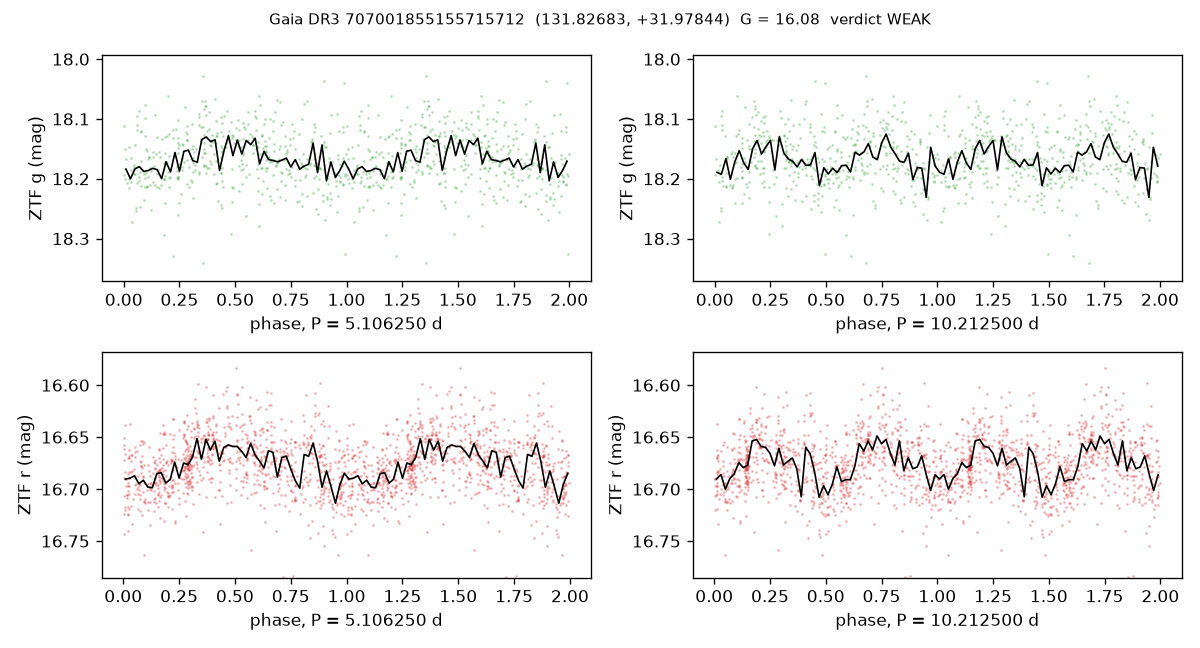 Gaia DR3 707001855155715712  (131.82683, +31.97844)  G = 16.08  verdict WEAK
ZTF g (mag)
18.0
18.1
18.2
18.3
0.00 0.25 0.50 0.75 1.00 1.25 1.50 1.75 2.00
phase, P = 5.106250 d
ZTF g (mag)
18.0
18.1
18.2
18.3
0.00 0.25 0.50 0.75 1.00 1.25 1.50 1.75 2.00
phase, P = 10.212500 d
ZTF r (mag)
16.60
16.65
16.70
16.75
0.00 0.25 0.50 0.75 1.00 1.25 1.50 1.75 2.00
phase, P = 5.106250 d
ZTF r (mag)
16.60
16.65
16.70
16.75
0.00 0.25 0.50 0.75 1.00 1.25 1.50 1.75 2.00
phase, P = 10.212500 d